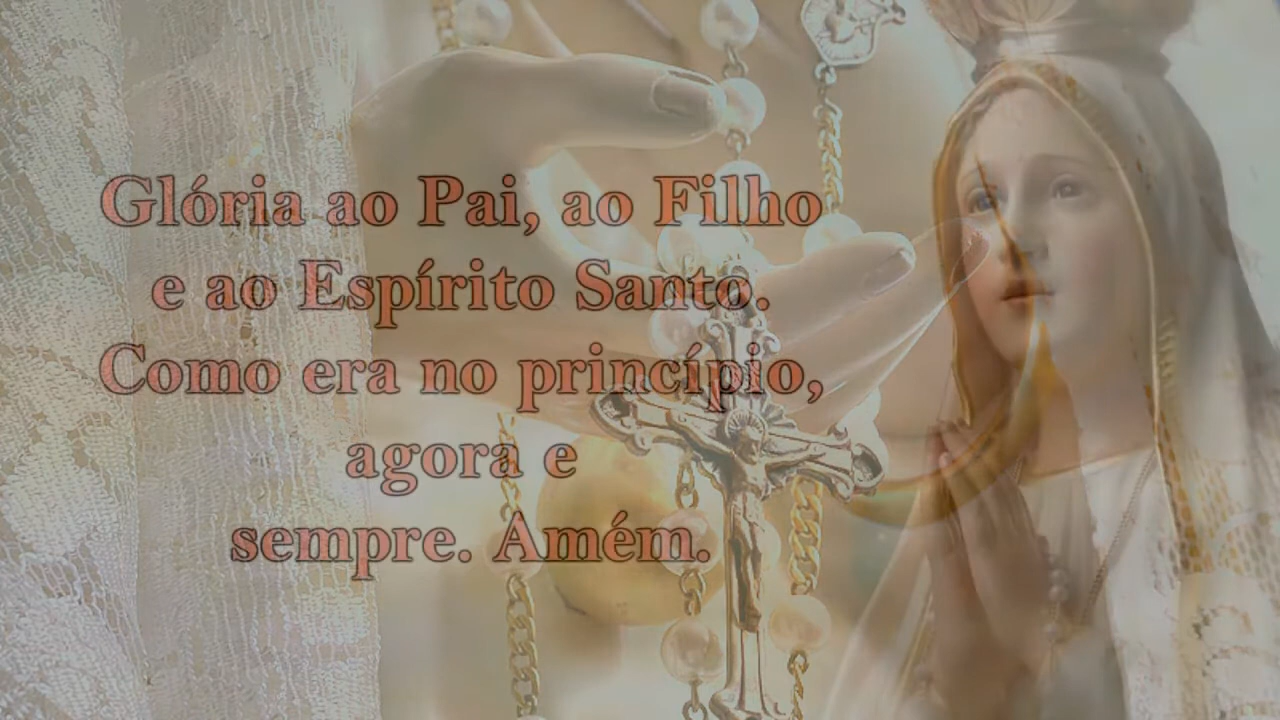 Glória ao Pai, ao Filho
e ao Espírito Santo.
Como era no princípio,
agora e
sempre. Amém.